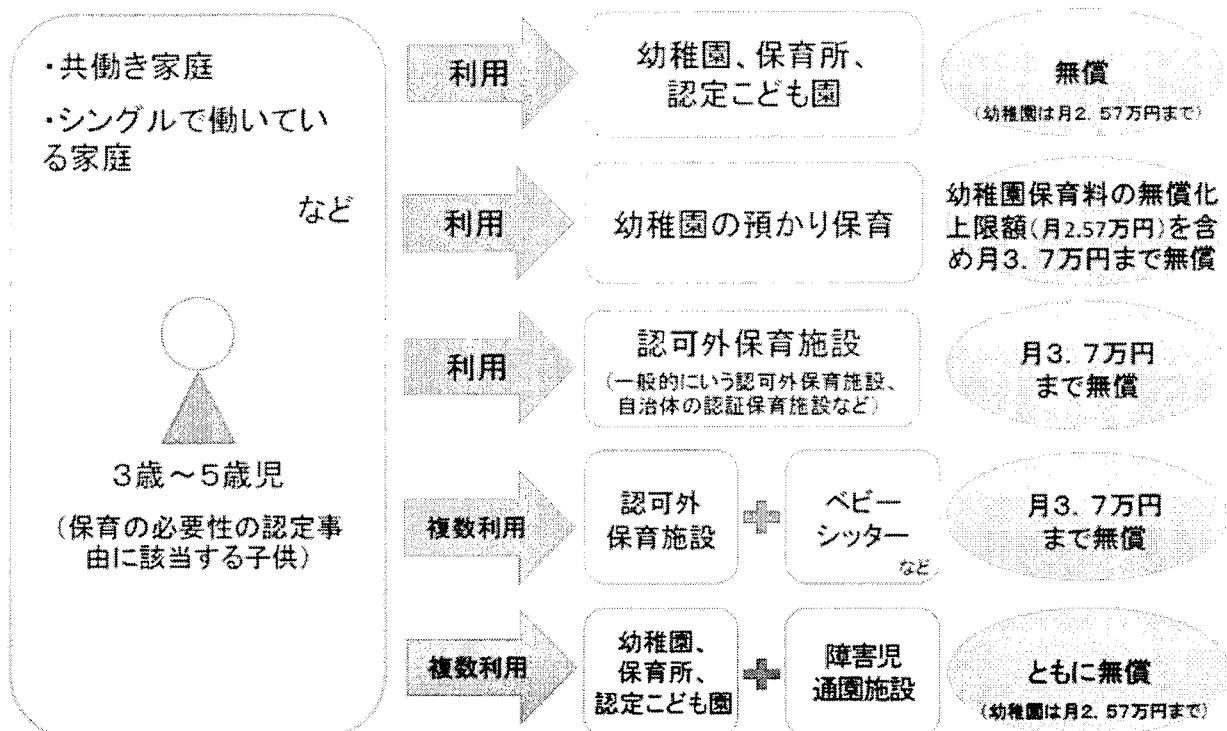 ・共働き家庭
・シングルで働いてい
る家庭
など
3歳~5歳児
(保育の必要性の認定事
由に該当する子供)
利用
幼稚園、保育所、
認定こども園
無償
(幼稚園は月2.57万円まで)
利用
幼稚園の預かり保育
幼稚園保育料の無償化
上限額(月2.57万円)を含
め月3.7万円まで無償
利用
認可外保育施設
(一般的にいう認可外保育施設、
自治体の認証保育施設など)
月3.7万円
まで無償
複数利用
認可外
保育施設
ベビー
シッター
など
月3.7万円
まで無償
複数利用
幼稚園、
保育所、
認定こども園
障害児
通園施設
ともに無償
(幼稚園は月2.57万円まで)